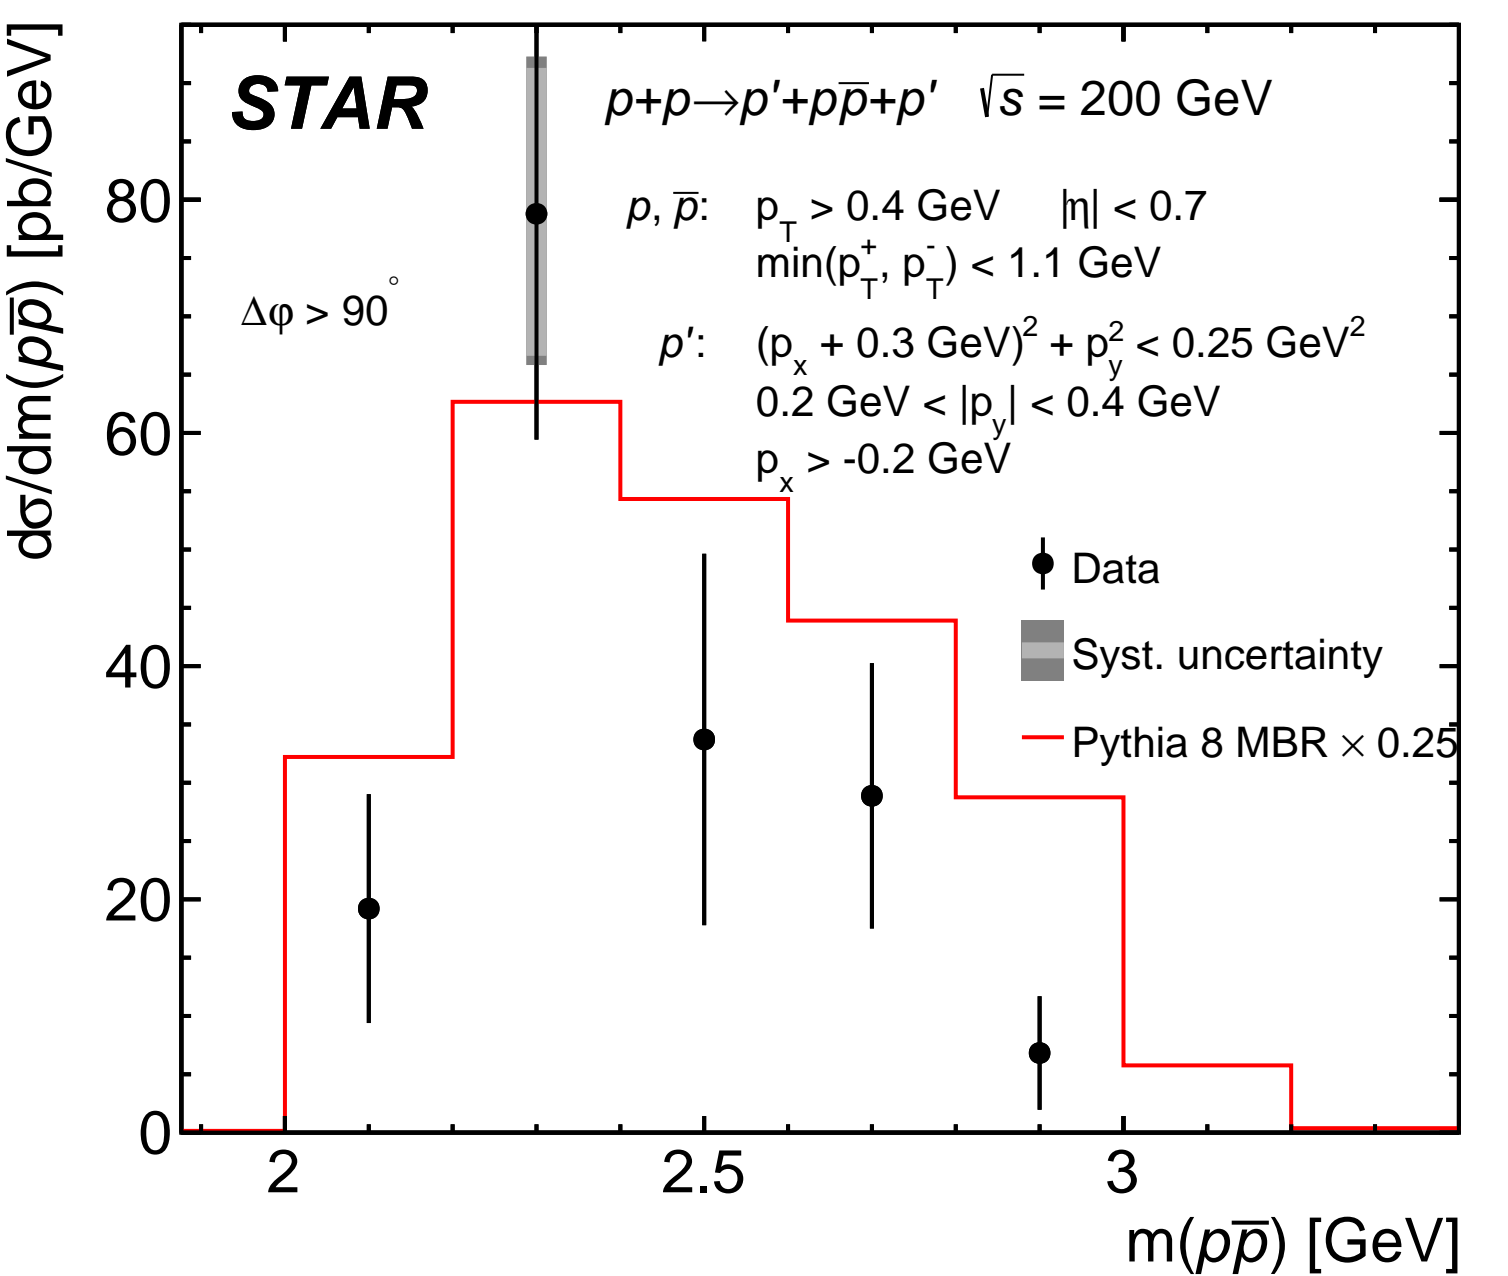 dσ/dm(pp̅) [pb/GeV]
STAR
p+p→p′+pp̅+p′ √s = 200 GeV
p, p̅: p_T > 0.4 GeV |η| < 0.7
min(p_T^+, p_T^-) < 1.1 GeV
Δφ > 90°
p′: (p_x + 0.3 GeV)² + p_y² < 0.25 GeV²
0.2 GeV < |p_y| < 0.4 GeV
p_x > -0.2 GeV
Data
Syst. uncertainty
Pythia 8 MBR × 0.25
80
60
40
20
0
2 2.5 3
m(pp̅) [GeV]